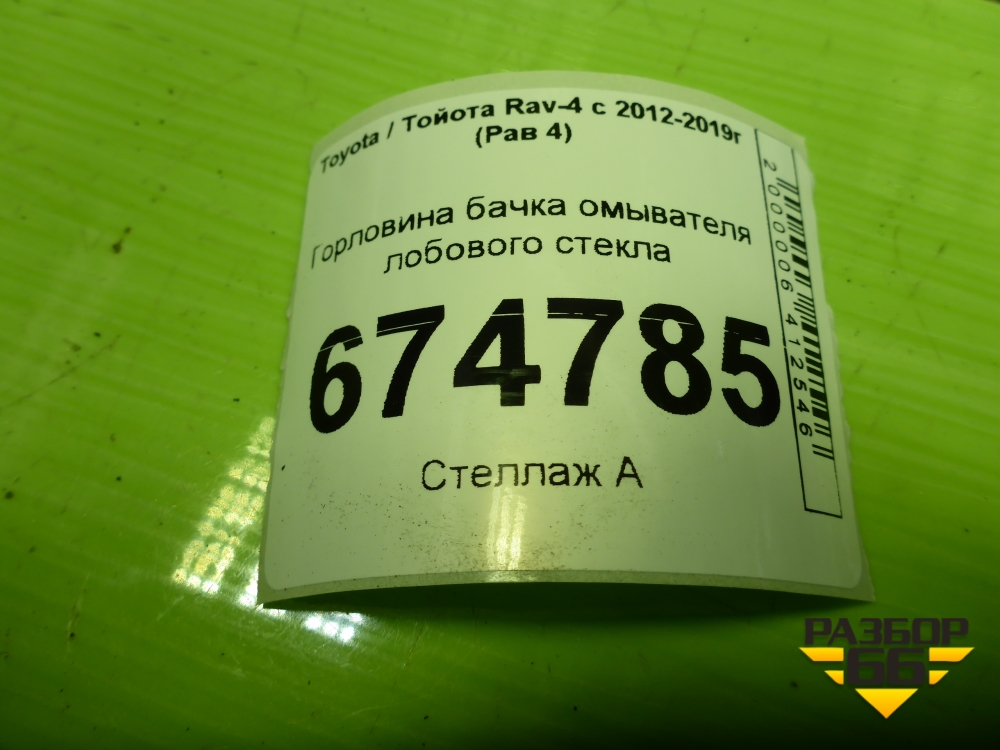 Toyota / Тойота Rav-4 с 2012-2019г
(Рав 4)
Горловина бачка омывателя
лобового стекла
674785
Стеллаж А
2000006412546
РАЗБОР
66